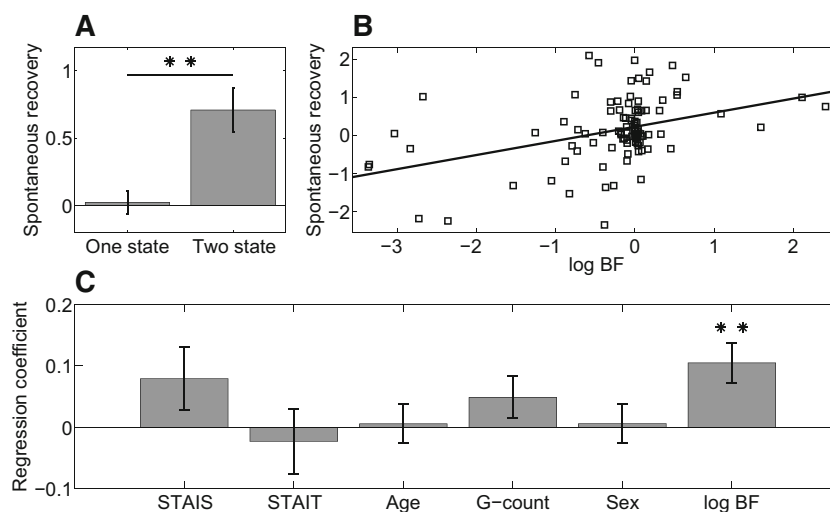 A
Spontaneous recovery
1
0.5
0
* *
One state
Two state
B
Spontaneous recovery
2
1
0
−1
−2
−3
−2
−1
0
1
2
log BF
C
Regression coefficient
0.2
0.1
0
−0.1
* *
STAIS
STAIT
Age
G-count
Sex
log BF